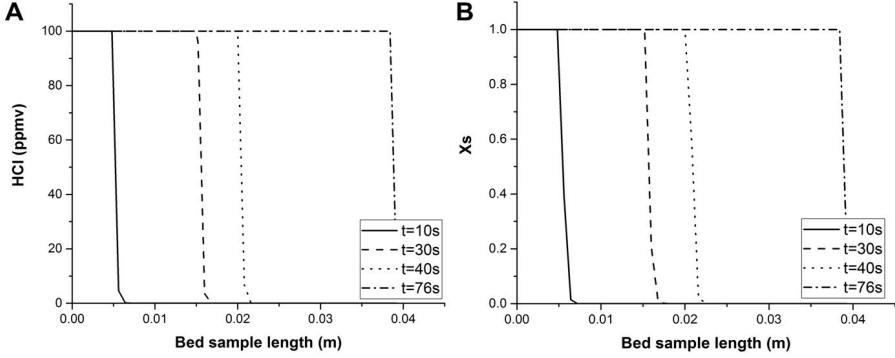 A
HCl (ppmv)
100
80
60
40
20
0
0.00
0.01
0.02
0.03
0.04
Bed sample length (m)
t=10s
t=30s
t=40s
t=76s
B
Xs
1.0
0.8
0.6
0.4
0.2
0.0
0.00
0.01
0.02
0.03
0.04
Bed sample length (m)
t=10s
t=30s
t=40s
t=76s